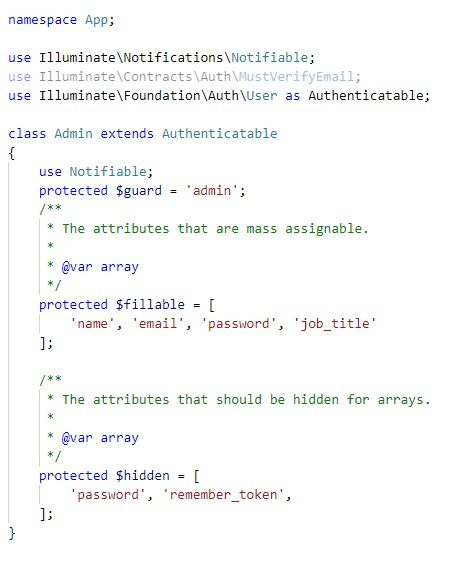 namespace App;
use Illuminate\Notifications\Notifiable;
use Illuminate\Contracts\Auth\MustVerifyEmail;
use Illuminate\Foundation\Auth\User as Authenticatable;
class Admin extends Authenticatable
{
use Notifiable;
protected $guard = 'admin';
/**
* The attributes that are mass assignable.
*
* @var array
*/
protected $fillable = [
'name', 'email', 'password', 'job_title'
];
/**
* The attributes that should be hidden for arrays.
*
* @var array
*/
protected $hidden = [
'password', 'remember_token',
];
}